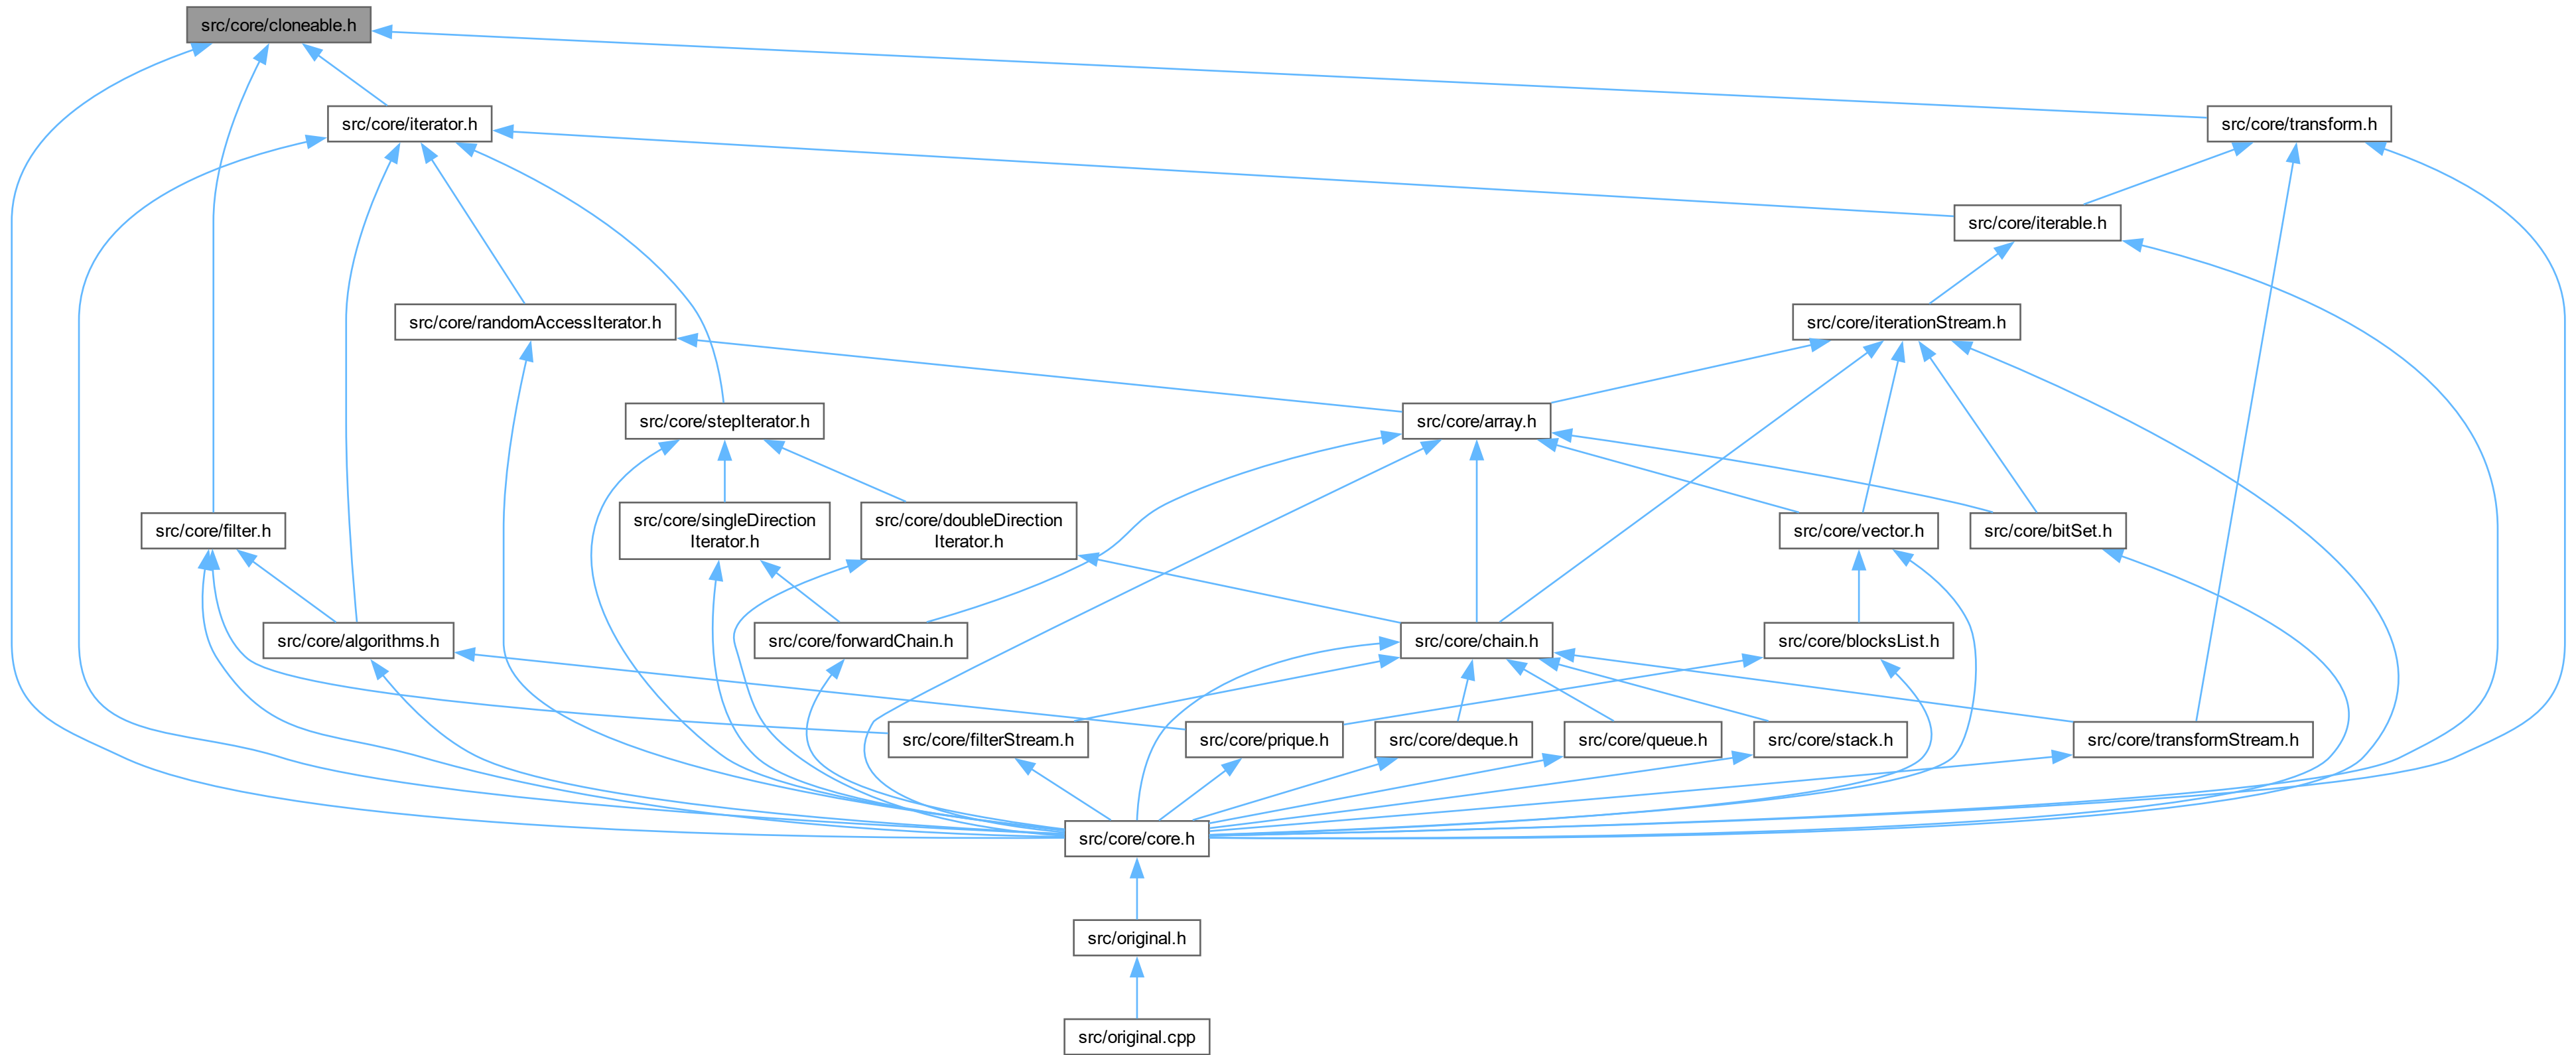 src/core/cloneable.h
src/core/iterator.h
src/core/transform.h
src/core/iterable.h
src/core/randomAccessIterator.h
src/core/iterationStream.h
src/core/stepIterator.h
src/core/array.h
src/core/filter.h
src/core/singleDirection
Iterator.h
src/core/doubleDirection
Iterator.h
src/core/vector.h
src/core/bitSet.h
src/core/algorithms.h
src/core/forwardChain.h
src/core/chain.h
src/core/blocksList.h
src/core/filterStream.h
src/core/prique.h
src/core/deque.h
src/core/queue.h
src/core/stack.h
src/core/transformStream.h
src/core/core.h
src/original.h
src/original.cpp